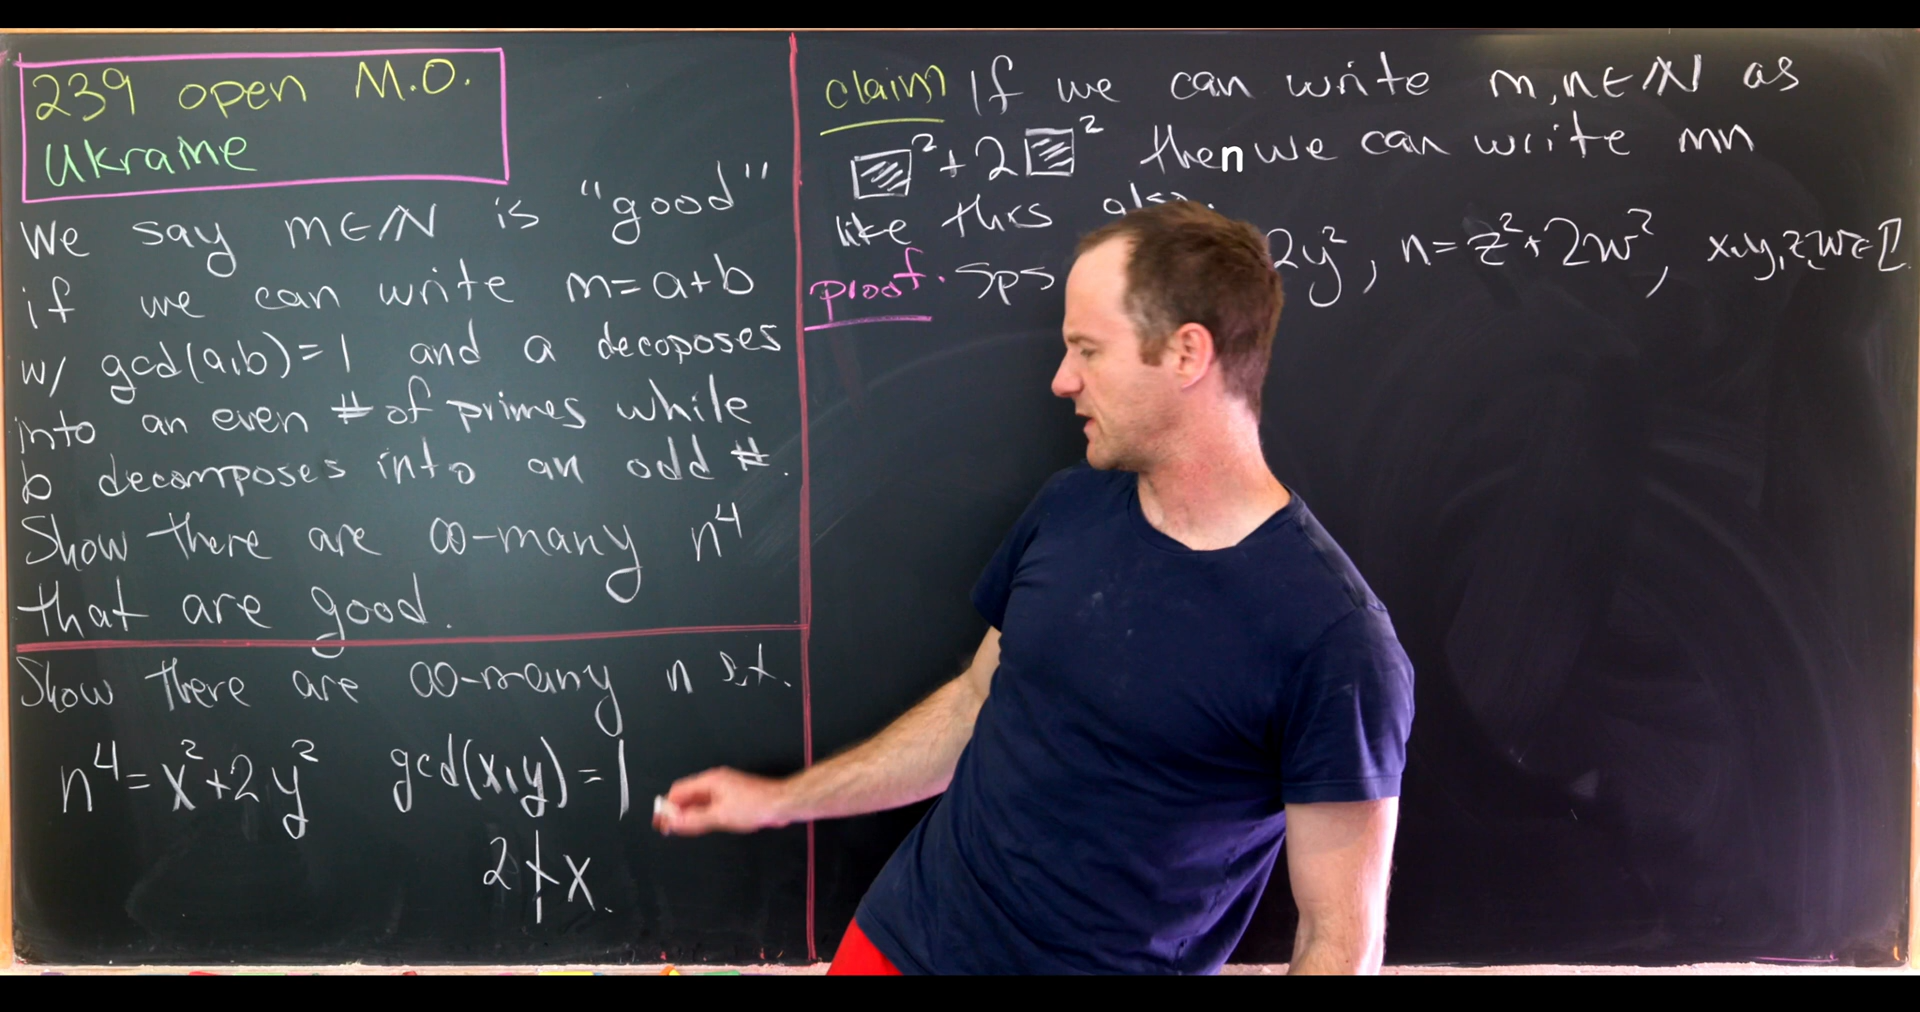 239 open M.O.
Ukraine
We say m∈ℕ is "good"
if we can write m=a+b
w/ gcd(a,b)=1 and a decoposes
into an even # of primes while
b decomposes into an odd #.
Show there are ∞-many n⁴
that are good.
Show there are ∞-many n s.t.
n⁴=x²+2y² gcd(x,y)=1
2∤x.
claim If we can write m,n∈ℕ as
▨²+2▨² then we can write mn
like this also.
proof. Sps 2y², n=z²+2w², x,y,z,w∈ℤ.